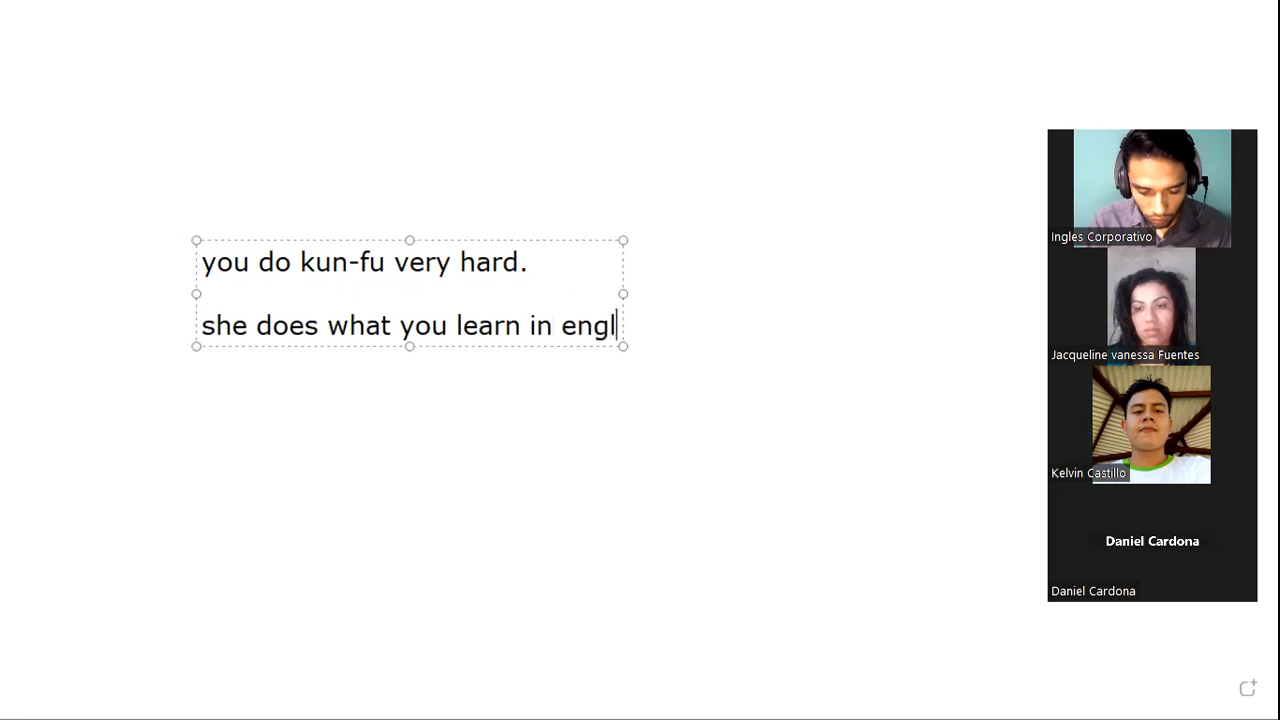 you do kun-fu very hard.
she does what you learn in engl
Ingles Corporativo
Jacqueline vanessa Fuentes
Kelvin Castillo
Daniel Cardona
Daniel Cardona